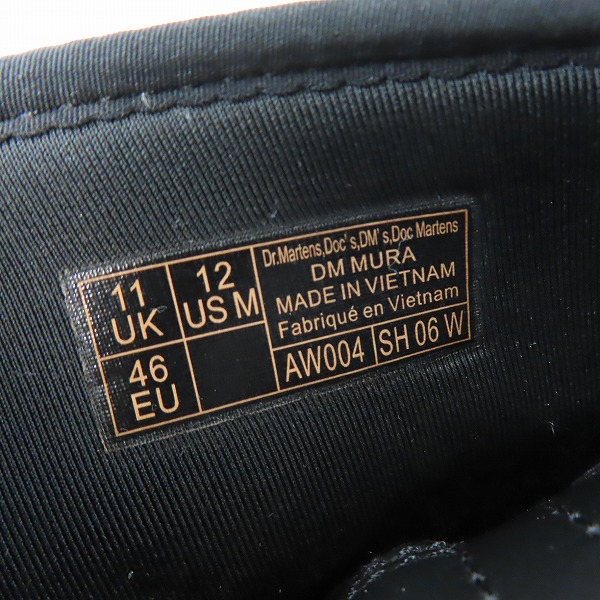 11
UK
12
US M
46
EU
Dr.Martens,Doc's,DM's,Doc Martens
DM MURA
MADE IN VIETNAM
Fabriqué en Vietnam
AW004
SH 06 W